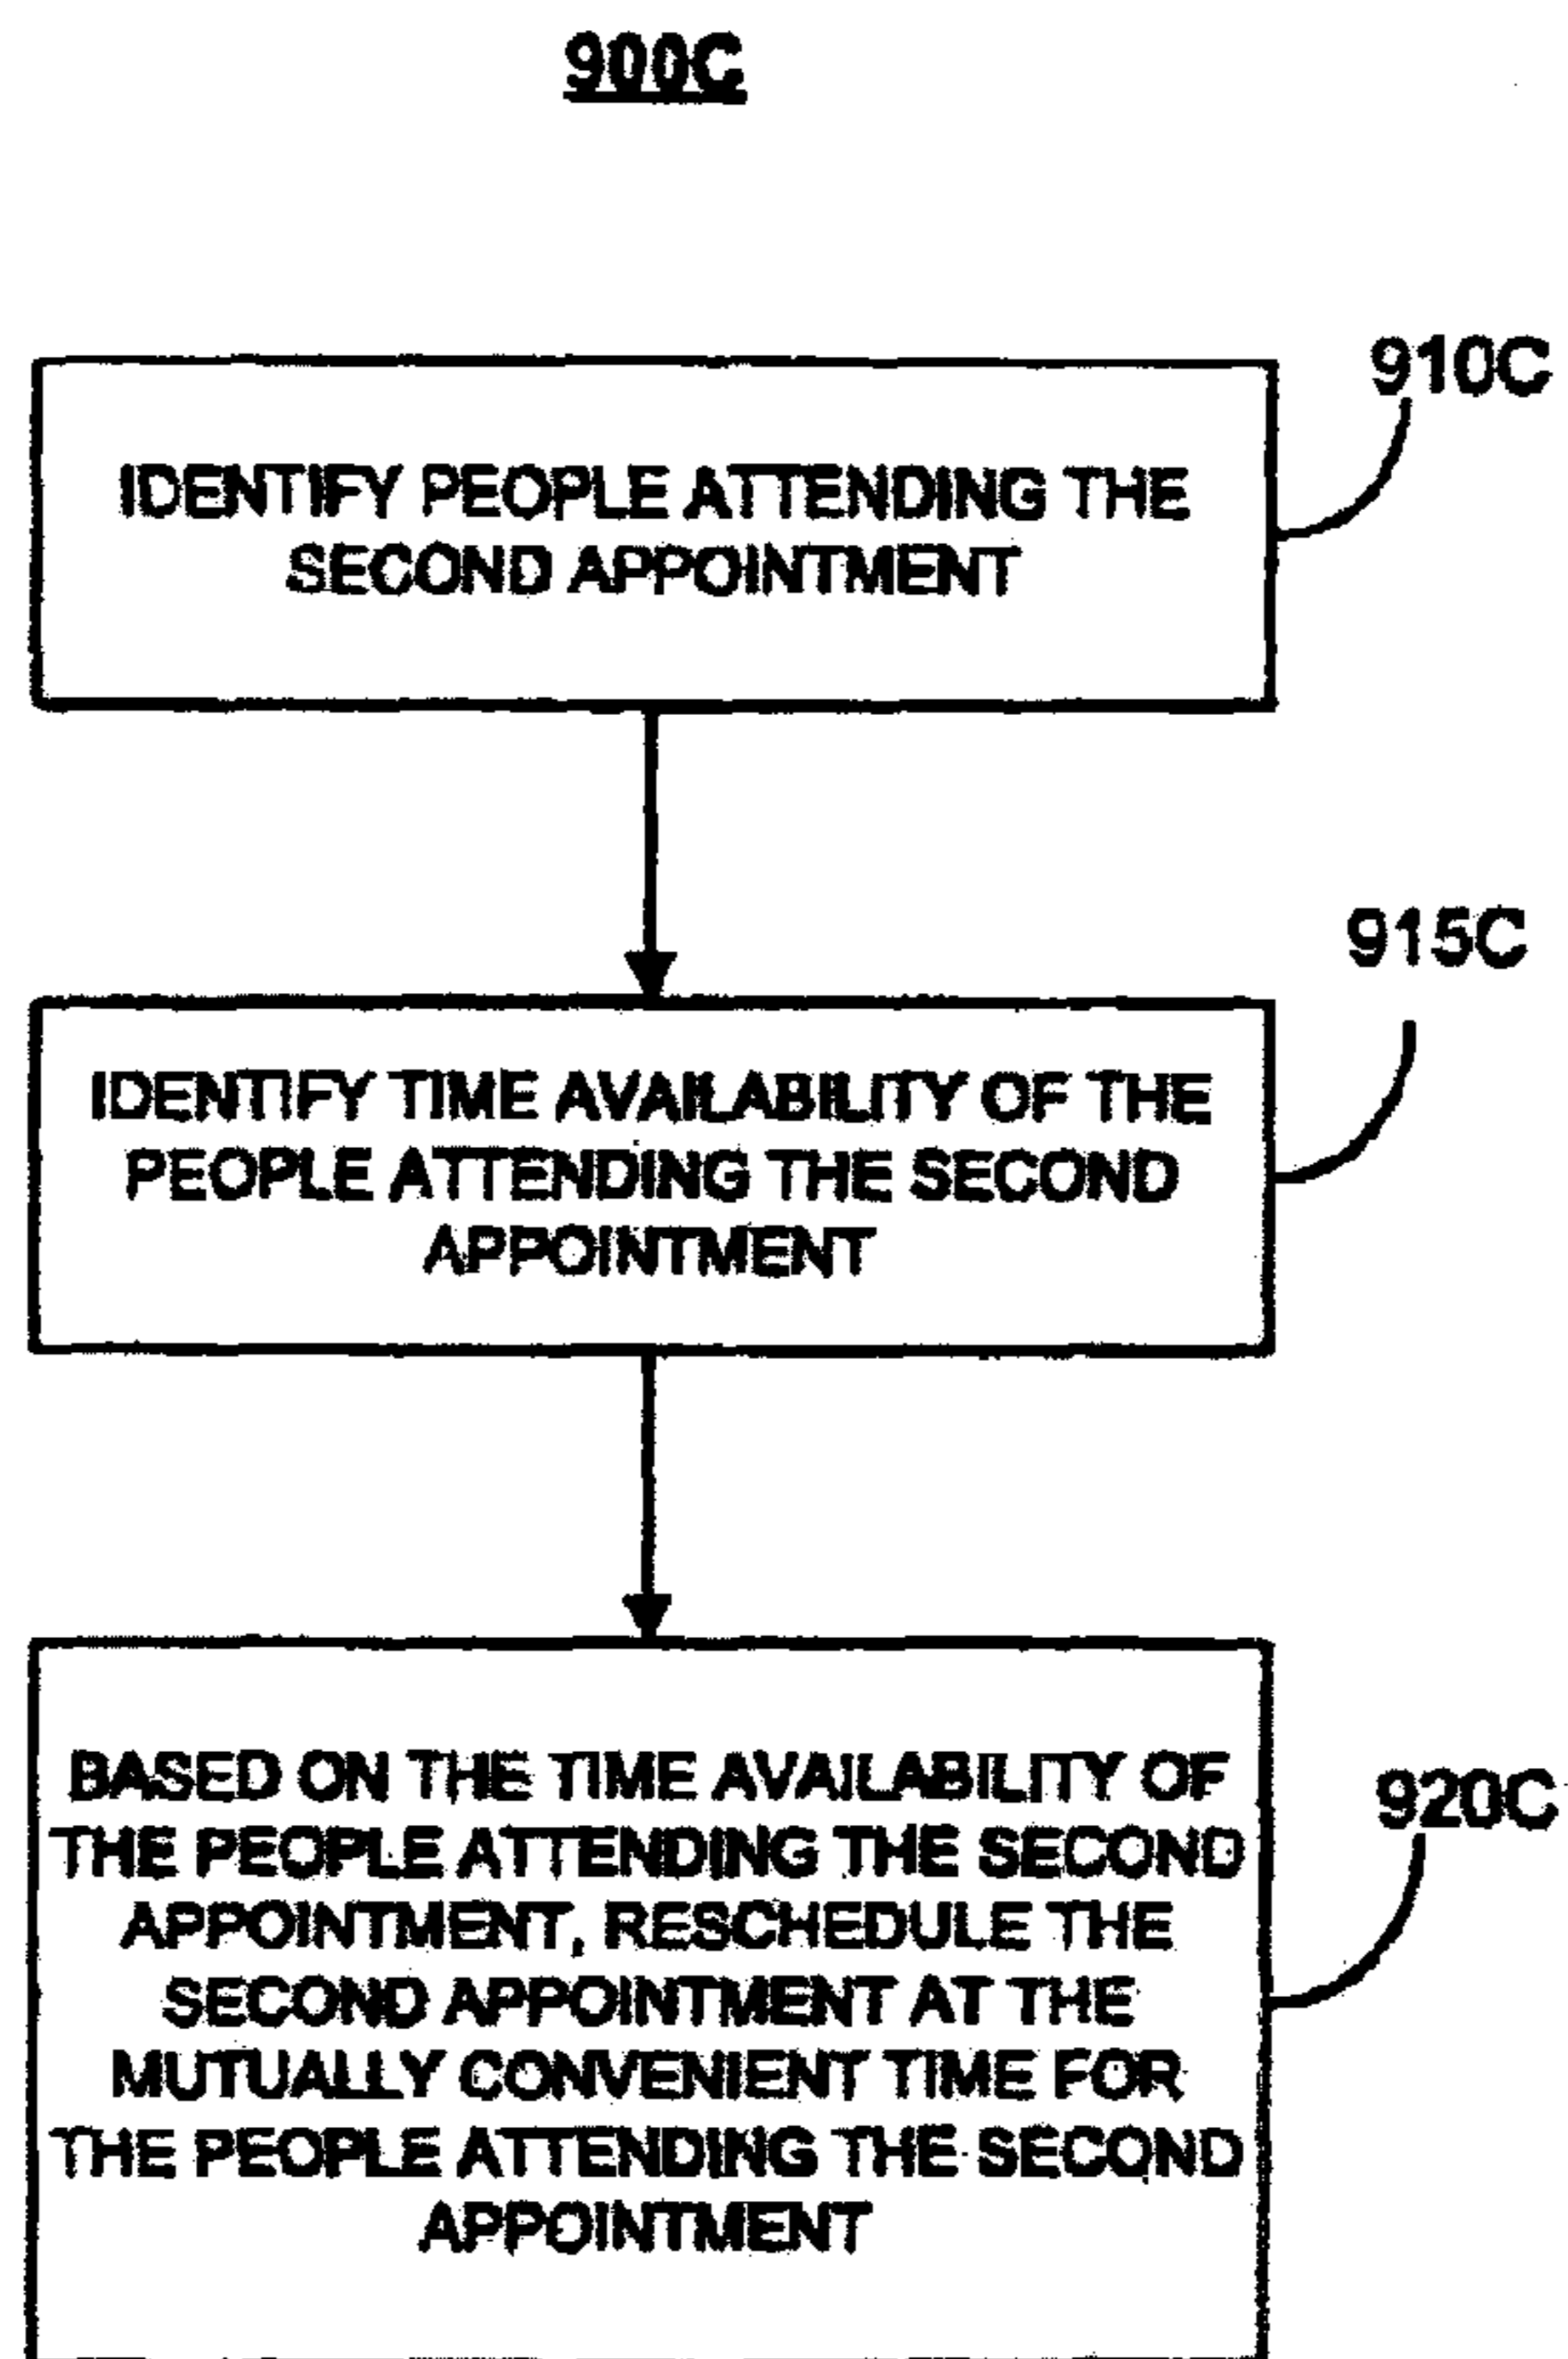 900C
910C
IDENTIFY PEOPLE ATTENDING THE
SECOND APPOINTMENT
915C
IDENTIFY TIME AVAILABILITY OF THE
PEOPLE ATTENDING THE SECOND
APPOINTMENT
920C
BASED ON THE TIME AVAILABILITY OF
THE PEOPLE ATTENDING THE SECOND
APPOINTMENT, RESCHEDULE THE
SECOND APPOINTMENT AT THE
MUTUALLY CONVENIENT TIME FOR
THE PEOPLE ATTENDING THE SECOND
APPOINTMENT